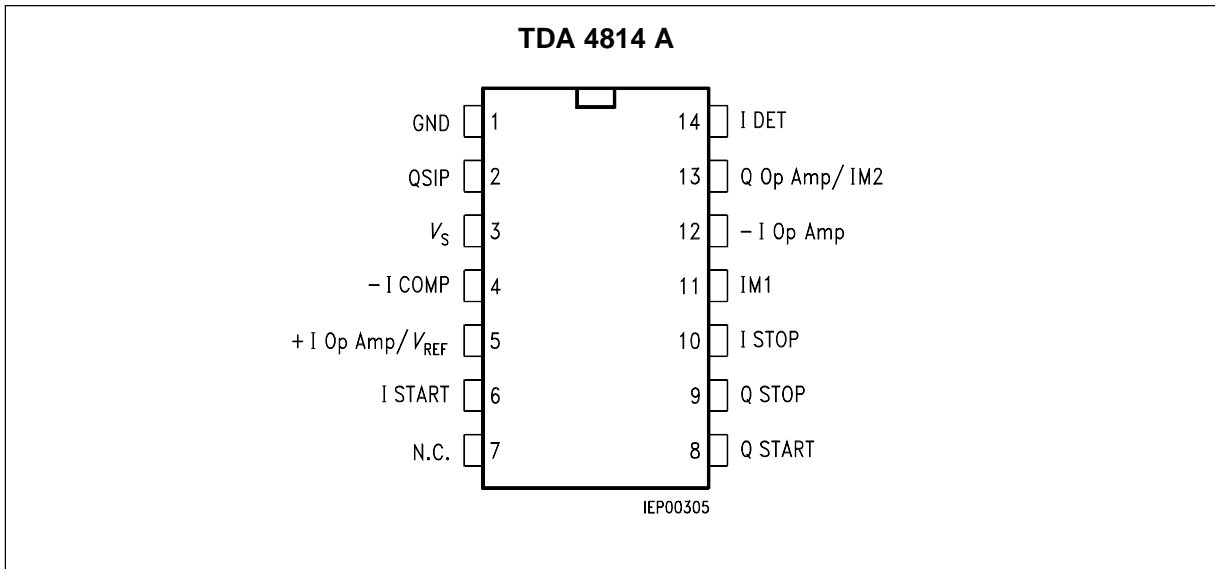 TDA 4814 A
GND 1 14 I DET
QSIP 2 13 Q Op Amp/ IM2
VS 3 12 – I Op Amp
– I COMP 4 11 IM1
+ I Op Amp/ VREF 5 10 I STOP
I START 6 9 Q STOP
N.C. 7 8 Q START
IEP00305